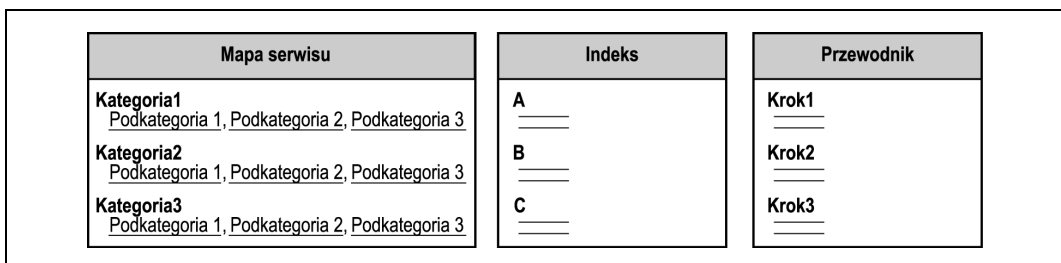 Mapa serwisu
Kategoria1
Podkategoria 1, Podkategoria 2, Podkategoria 3
Kategoria2
Podkategoria 1, Podkategoria 2, Podkategoria 3
Kategoria3
Podkategoria 1, Podkategoria 2, Podkategoria 3
Indeks
A
B
C
Przewodnik
Krok1
Krok2
Krok3